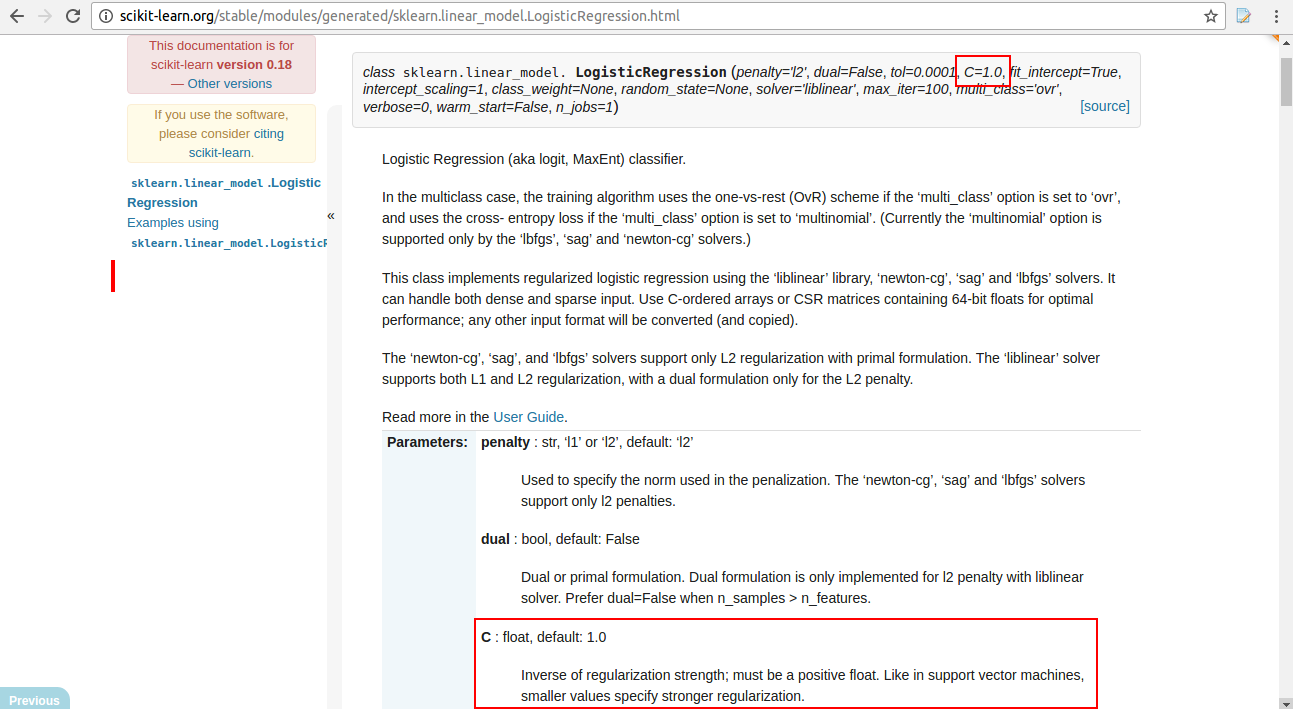 scikit-learn.org/stable/modules/generated/sklearn.linear_model.LogisticRegression.html
This documentation is for
scikit-learn version 0.18
— Other versions
If you use the software,
please consider citing
scikit-learn.
sklearn.linear_model .Logistic
Regression
Examples using
sklearn.linear_model.LogisticR
«
Previous
class sklearn.linear_model. LogisticRegression (penalty='l2', dual=False, tol=0.0001, C=1.0, fit_intercept=True,
intercept_scaling=1, class_weight=None, random_state=None, solver='liblinear', max_iter=100, multi_class='ovr',
verbose=0, warm_start=False, n_jobs=1) [source]
Logistic Regression (aka logit, MaxEnt) classifier.
In the multiclass case, the training algorithm uses the one-vs-rest (OvR) scheme if the ‘multi_class’ option is set to ‘ovr’,
and uses the cross- entropy loss if the ‘multi_class’ option is set to ‘multinomial’. (Currently the ‘multinomial’ option is
supported only by the ‘lbfgs’, ‘sag’ and ‘newton-cg’ solvers.)
This class implements regularized logistic regression using the ‘liblinear’ library, ‘newton-cg’, ‘sag’ and ‘lbfgs’ solvers. It
can handle both dense and sparse input. Use C-ordered arrays or CSR matrices containing 64-bit floats for optimal
performance; any other input format will be converted (and copied).
The ‘newton-cg’, ‘sag’, and ‘lbfgs’ solvers support only L2 regularization with primal formulation. The ‘liblinear’ solver
supports both L1 and L2 regularization, with a dual formulation only for the L2 penalty.
Read more in the User Guide.
Parameters: penalty : str, ‘l1’ or ‘l2’, default: ‘l2’
Used to specify the norm used in the penalization. The ‘newton-cg’, ‘sag’ and ‘lbfgs’ solvers
support only l2 penalties.
dual : bool, default: False
Dual or primal formulation. Dual formulation is only implemented for l2 penalty with liblinear
solver. Prefer dual=False when n_samples > n_features.
C : float, default: 1.0
Inverse of regularization strength; must be a positive float. Like in support vector machines,
smaller values specify stronger regularization.